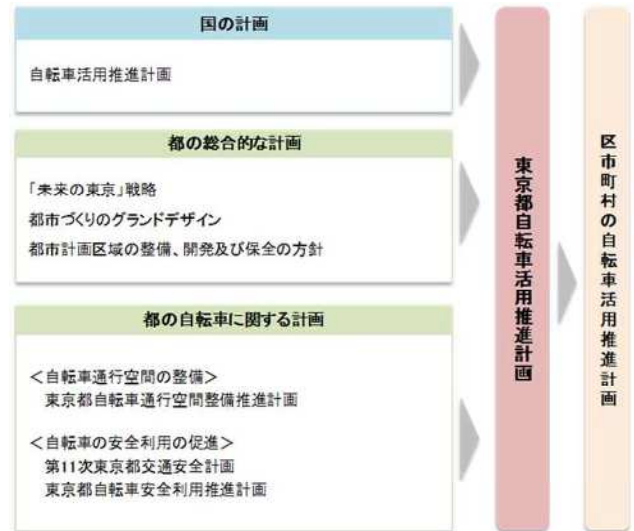 国の計画
自転車活用推進計画
都の総合的な計画
「未来の東京」戦略
都市づくりのグランドデザイン
都市計画区域の整備、開発及び保全の方針
都の自転車に関する計画
＜自転車通行空間の整備＞
東京都自転車通行空間整備推進計画
＜自転車の安全利用の促進＞
第11次東京都交通安全計画
東京都自転車安全利用推進計画
東京都自転車活用推進計画
区市町村の自転車活用推進計画